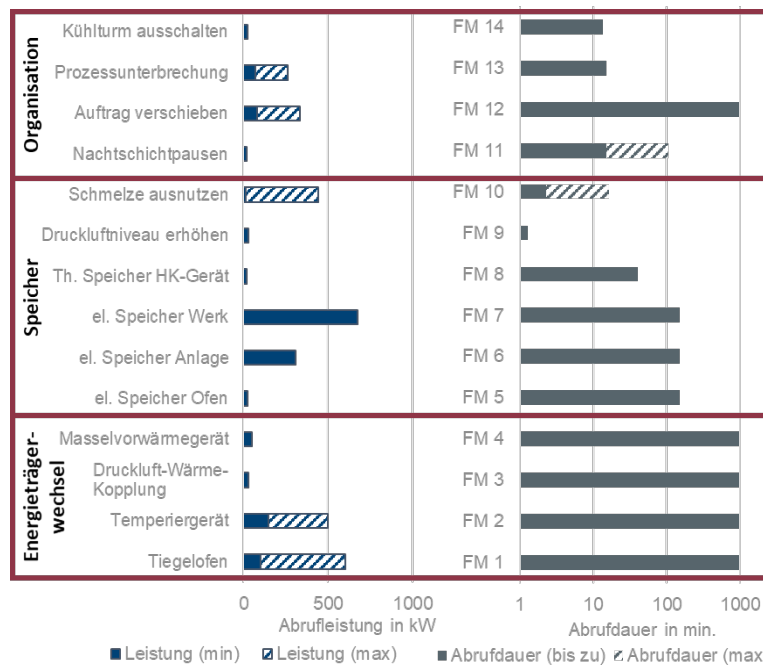 Organisation
Kühlturm ausschalten
FM 14
Prozessunterbrechung
FM 13
Auftrag verschieben
FM 12
Nachtschichtpausen
FM 11
Speicher
Schmelze ausnutzen
FM 10
Druckluftniveau erhöhen
FM 9
Th. Speicher HK-Gerät
FM 8
el. Speicher Werk
FM 7
el. Speicher Anlage
FM 6
el. Speicher Ofen
FM 5
Energieträger-
wechsel
Masselvorwärmegerät
FM 4
Druckluft-Wärme-
Kopplung
FM 3
Temperiergerät
FM 2
Tiegelofen
FM 1
0 500 1000
Abrufleistung in kW
1 10 100 1000
Abrufdauer in min.
Leistung (min) Leistung (max)
Abrufdauer (bis zu) Abrufdauer (max